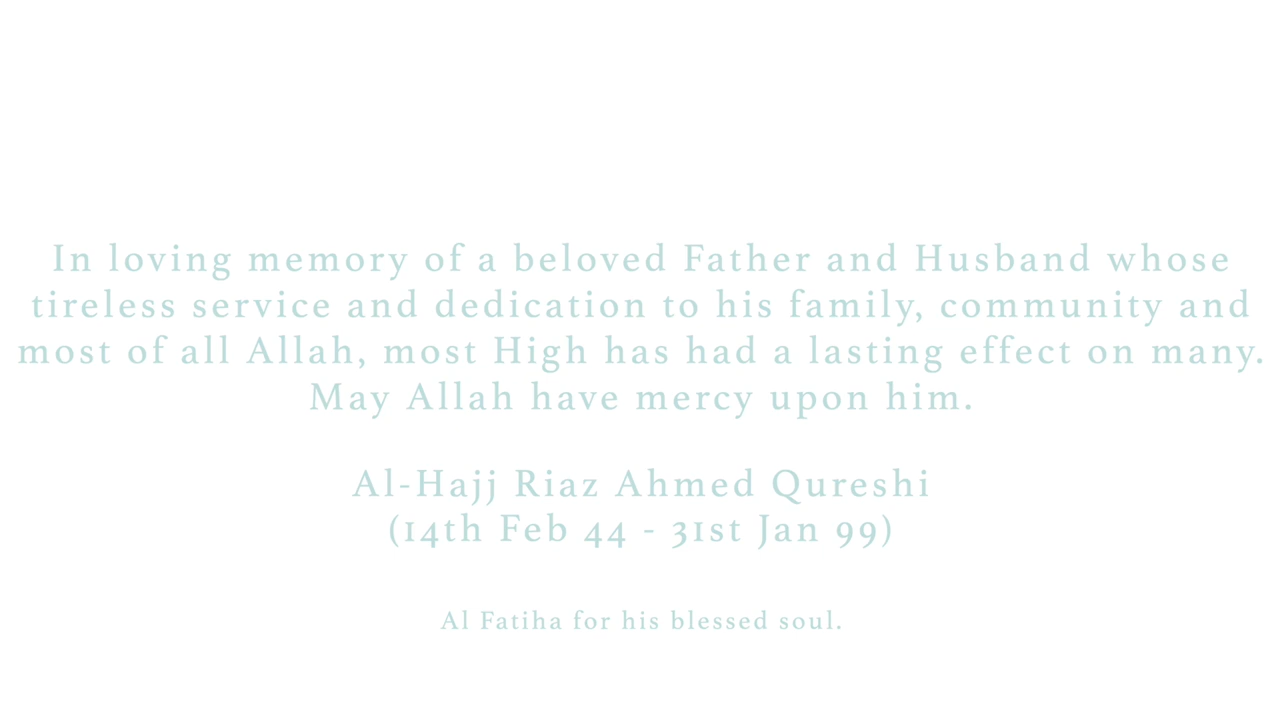 In loving memory of a beloved Father and Husband whose
tireless service and dedication to his family, community and
most of all Allah, most High has had a lasting effect on many.
May Allah have mercy upon him.
Al-Hajj Riaz Ahmed Qureshi
(14th Feb 44 - 31st Jan 99)
Al Fatiha for his blessed soul.